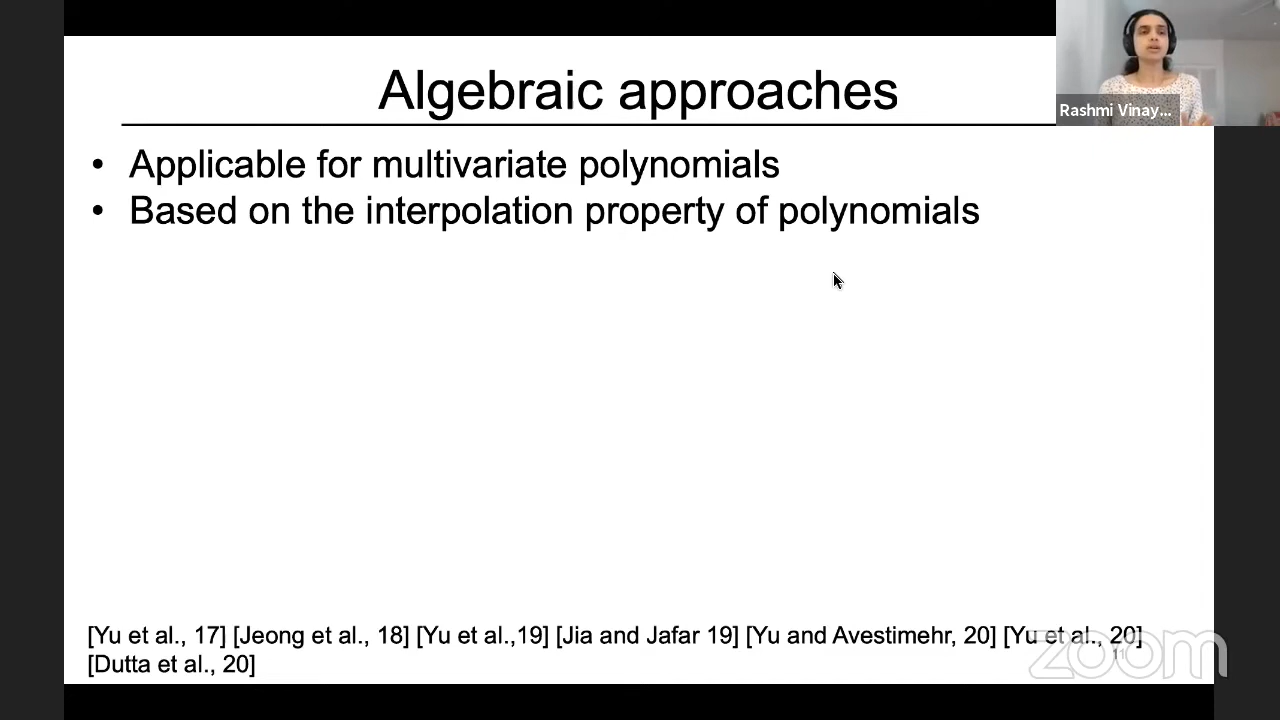 Algebraic approaches
Rashmi Vinay...
• Applicable for multivariate polynomials
• Based on the interpolation property of polynomials
[Yu et al., 17] [Jeong et al., 18] [Yu et al.,19] [Jia and Jafar 19] [Yu and Avestimehr, 20] [Yu et al., 20]
[Dutta et al., 20]
11
zoom